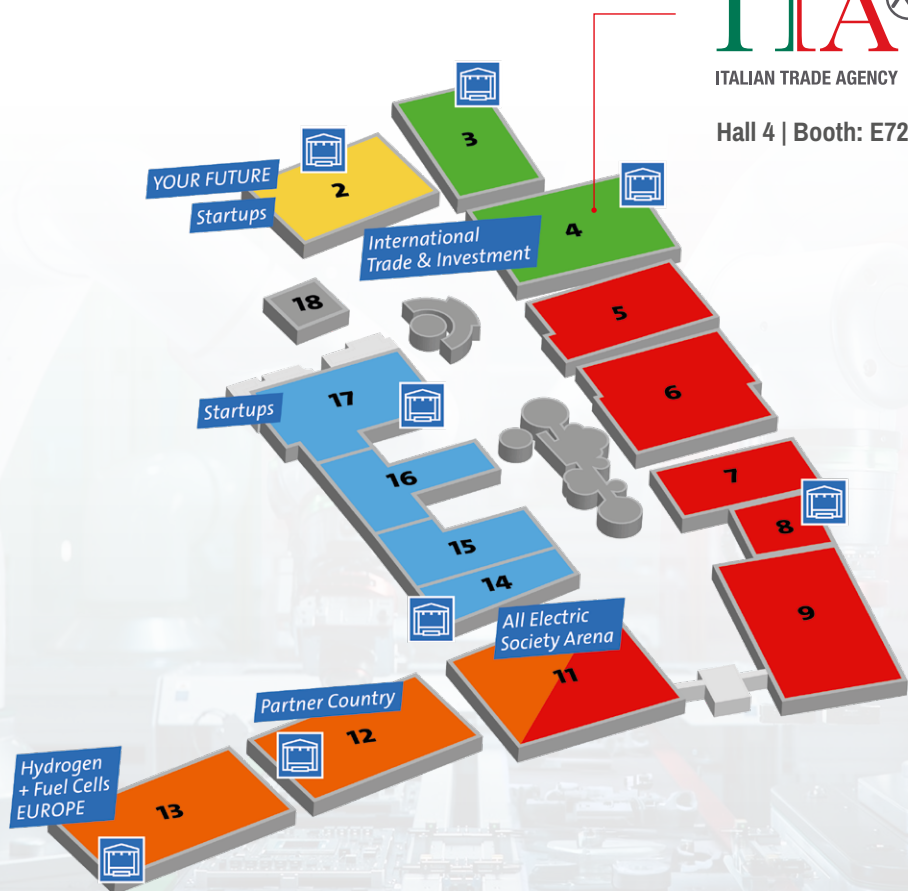 ITA
ITALIAN TRADE AGENCY
Hall 4 | Booth: E72
3
YOUR FUTURE
2
Startups
International
Trade & Investment
4
18
5
17
Startups
6
16
7
8
15
14
9
All Electric
Society Arena
11
Partner Country
12
Hydrogen
+ Fuel Cells
EUROPE
13